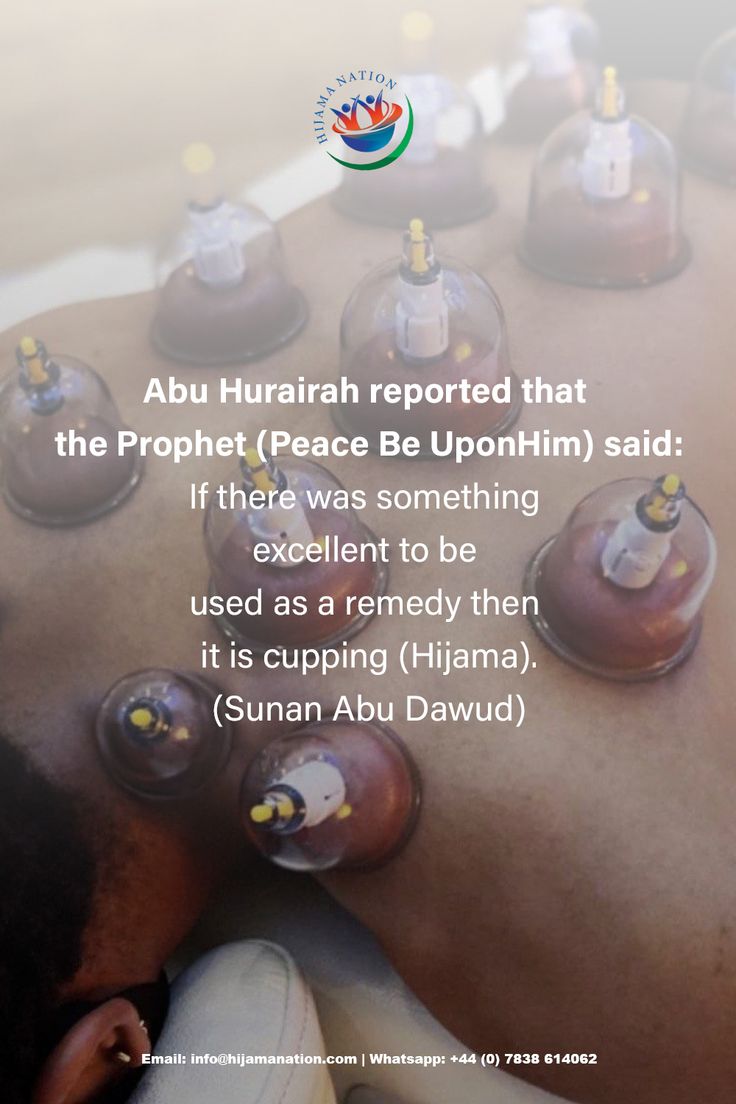 HIJAMA NATION
Abu Hurairah reported that
the Prophet (Peace Be UponHim) said:
If there was something
excellent to be
used as a remedy then
it is cupping (Hijama).
(Sunan Abu Dawud)
Email: info@hijamanation.com | Whatsapp: +44 (0) 7838 614062